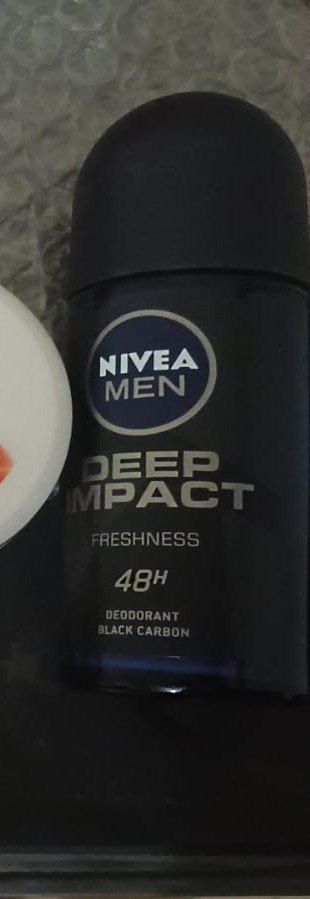 NIVEA
MEN
DEEP
IMPACT
FRESHNESS
48H
DEODORANT
BLACK CARBON